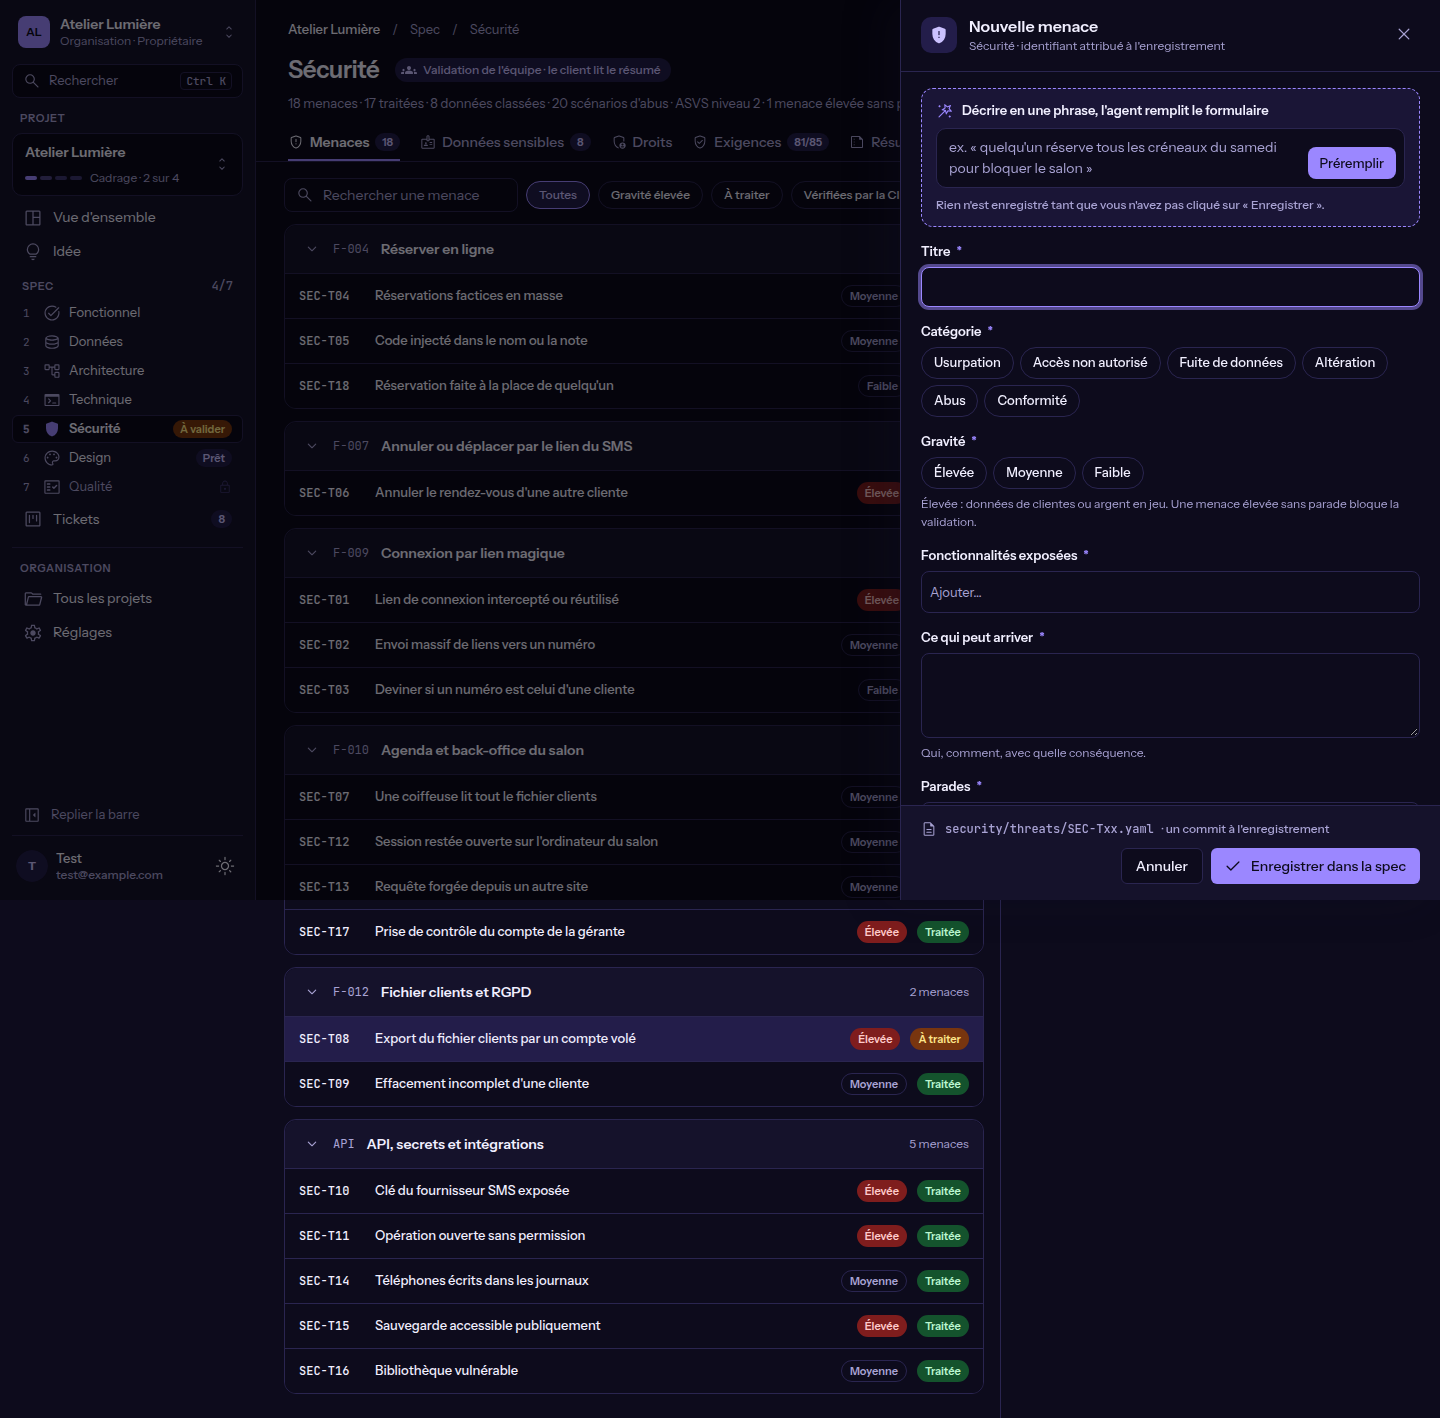 AL
Atelier Lumière
Organisation · Propriétaire
Rechercher
Ctrl K
PROJET
Atelier Lumière
Cadrage · 2 sur 4
Vue d'ensemble
Idée
SPEC 4/7
1 Fonctionnel
2 Données
3 Architecture
4 Technique
5 Sécurité À valider
6 Design Prêt
7 Qualité
Tickets 8
ORGANISATION
Tous les projets
Réglages
Replier la barre
T
Test
test@example.com
Atelier Lumière / Spec / Sécurité
Sécurité
Validation de l'équipe · le client lit le résumé
18 menaces · 17 traitées · 8 données classées · 20 scénarios d'abus · ASVS niveau 2 · 1 menace élevée sans
Menaces 18
Données sensibles 8
Droits
Exigences 81/85
Résu
Rechercher une menace
Toutes
Gravité élevée
À traiter
Vérifiées par la CI
F-004 Réserver en ligne
SEC-T04 Réservations factices en masse Moyenne
SEC-T05 Code injecté dans le nom ou la note Moyenne
SEC-T18 Réservation faite à la place de quelqu'un Faible
F-007 Annuler ou déplacer par le lien du SMS
SEC-T06 Annuler le rendez-vous d'une autre cliente Élevée
F-009 Connexion par lien magique
SEC-T01 Lien de connexion intercepté ou réutilisé Élevée
SEC-T02 Envoi massif de liens vers un numéro Moyenne
SEC-T03 Deviner si un numéro est celui d'une cliente Faible
F-010 Agenda et back-office du salon
SEC-T07 Une coiffeuse lit tout le fichier clients Moyenne
SEC-T12 Session restée ouverte sur l'ordinateur du salon Moyenne
SEC-T13 Requête forgée depuis un autre site Moyenne
SEC-T17 Prise de contrôle du compte de la gérante Élevée Traitée
F-012 Fichier clients et RGPD 2 menaces
SEC-T08 Export du fichier clients par un compte volé Élevée À traiter
SEC-T09 Effacement incomplet d'une cliente Moyenne Traitée
API API, secrets et intégrations 5 menaces
SEC-T10 Clé du fournisseur SMS exposée Élevée Traitée
SEC-T11 Opération ouverte sans permission Élevée Traitée
SEC-T14 Téléphones écrits dans les journaux Moyenne Traitée
SEC-T15 Sauvegarde accessible publiquement Élevée Traitée
SEC-T16 Bibliothèque vulnérable Moyenne Traitée
Nouvelle menace
Sécurité · identifiant attribué à l'enregistrement
Décrire en une phrase, l'agent remplit le formulaire
ex. « quelqu'un réserve tous les créneaux du samedi
pour bloquer le salon »
Préremplir
Rien n'est enregistré tant que vous n'avez pas cliqué sur « Enregistrer ».
Titre *
Catégorie *
Usurpation
Accès non autorisé
Fuite de données
Altération
Abus
Conformité
Gravité *
Élevée
Moyenne
Faible
Élevée : données de clientes ou argent en jeu. Une menace élevée sans parade bloque la
validation.
Fonctionnalités exposées *
Ajouter…
Ce qui peut arriver *
Qui, comment, avec quelle conséquence.
Parades *
security/threats/SEC-Txx.yaml · un commit à l'enregistrement
Annuler
Enregistrer dans la spec